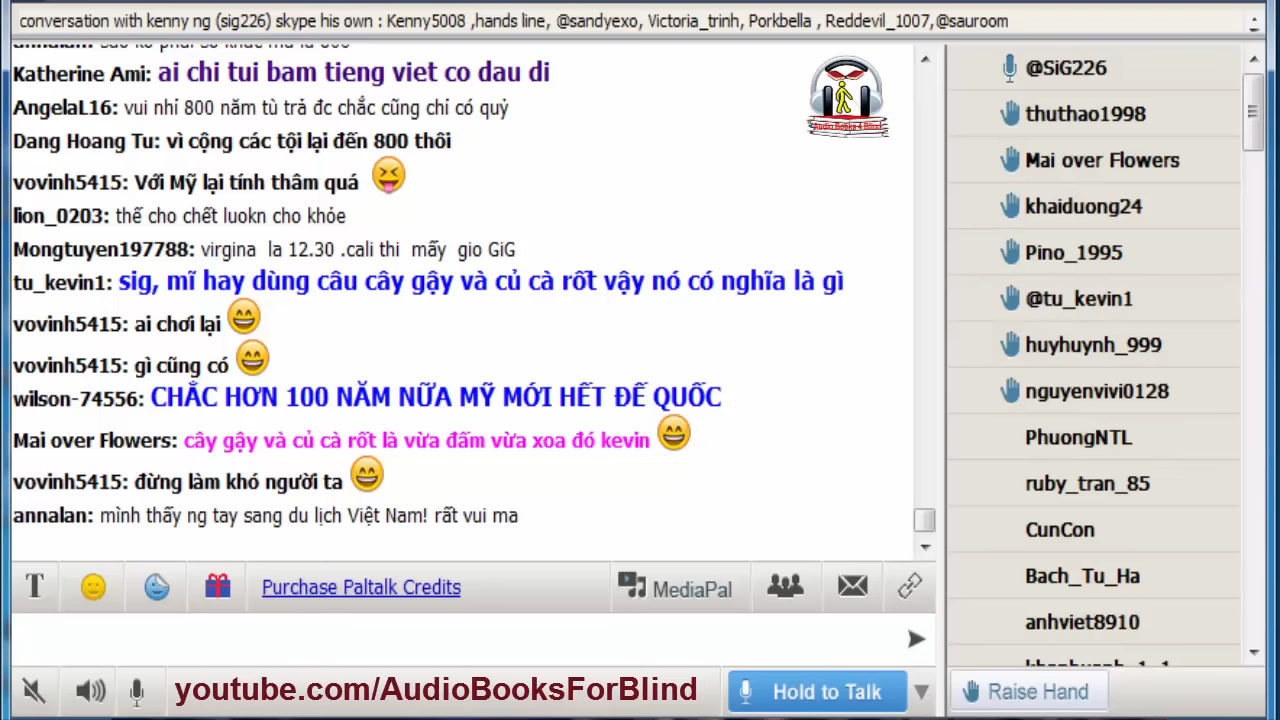 conversation with kenny ng (sig226) skype his own : Kenny5008 ,hands line, @sandyexo, Victoria_trinh, Porkbella , Reddevil_1007,@sauroom
Katherine Ami: ai chi tui bam tieng viet co dau di
AngelaL16: vui nhỉ 800 năm tù trả đc chắc cũng chỉ có quỷ
Dang Hoang Tu: vì cộng các tội lại đến 800 thôi
vovinh5415: Với Mỹ lại tính thâm quá
lion_0203: thế cho chết luokn cho khỏe
Mongtuyen197788: virgina la 12.30 .cali thi mấy gio GiG
tu_kevin1: sig, mĩ hay dùng câu cây gậy và củ cà rốt vậy nó có nghĩa là gì
vovinh5415: ai chơi lại
vovinh5415: gì cũng có
wilson-74556: CHẮC HƠN 100 NĂM NỮA MỸ MỚI HẾT ĐẾ QUỐC
Mai over Flowers: cây gậy và củ cà rốt là vừa đấm vừa xoa đó kevin
vovinh5415: đừng làm khó người ta
annalan: mình thấy ng tay sang du lịch Việt Nam! rất vui ma
Audio Books 4 Blind
@SiG226
thuthao1998
Mai over Flowers
khaiduong24
Pino_1995
@tu_kevin1
huyhuynh_999
nguyenvivi0128
PhuongNTL
ruby_tran_85
CunCon
Bach_Tu_Ha
anhviet8910
T
Purchase Paltalk Credits
MediaPal
youtube.com/AudioBooksForBlind
Hold to Talk
Raise Hand